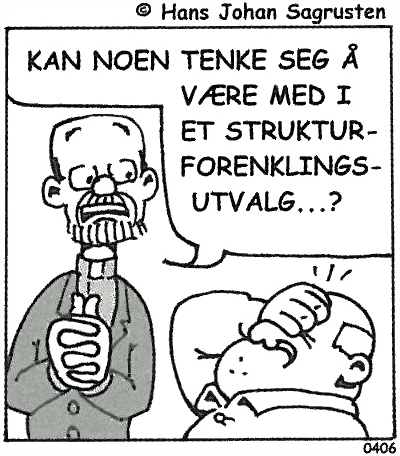 © Hans Johan Sagrusten
KAN NOEN TENKE SEG Å
VÆRE MED I
ET STRUKTUR-
FORENKLINGS-
UTVALG...?
0406